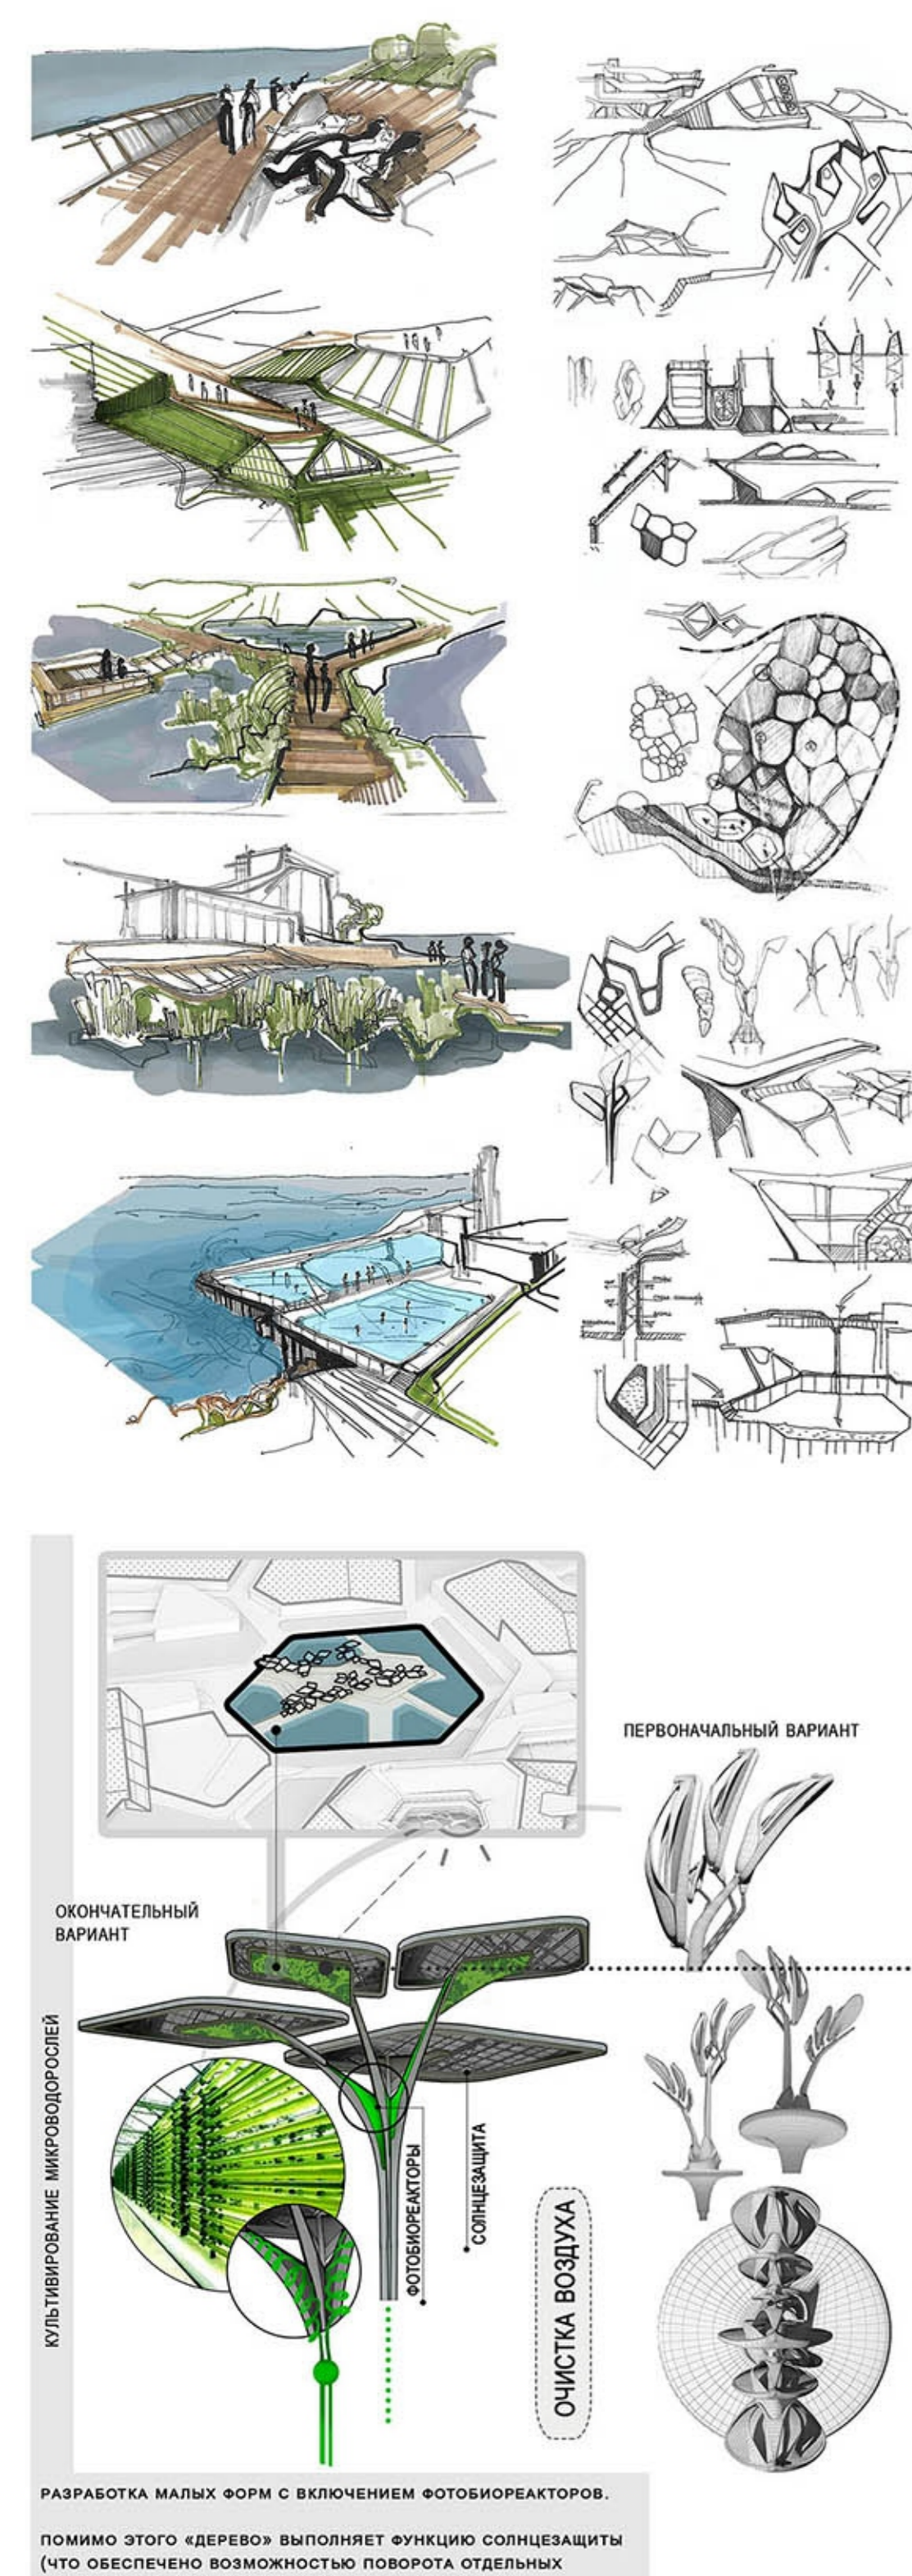 ПЕРВОНАЧАЛЬНЫЙ ВАРИАНТ
ОКОНЧАТЕЛЬНЫЙ
ВАРИАНТ
КУЛЬТИВИРОВАНИЕ МИКРОВОДОРОСЛЕЙ
ФОТОБИОРЕАКТОРЫ
СОЛНЦЕЗАЩИТА
ОЧИСТКА ВОЗДУХА
РАЗРАБОТКА МАЛЫХ ФОРМ С ВКЛЮЧЕНИЕМ ФОТОБИОРЕАКТОРОВ.
ПОМИМО ЭТОГО «ДЕРЕВО» ВЫПОЛНЯЕТ ФУНКЦИЮ СОЛНЦЕЗАЩИТЫ
(ЧТО ОБЕСПЕЧЕНО ВОЗМОЖНОСТЬЮ ПОВОРОТА ОТДЕЛЬНЫХ